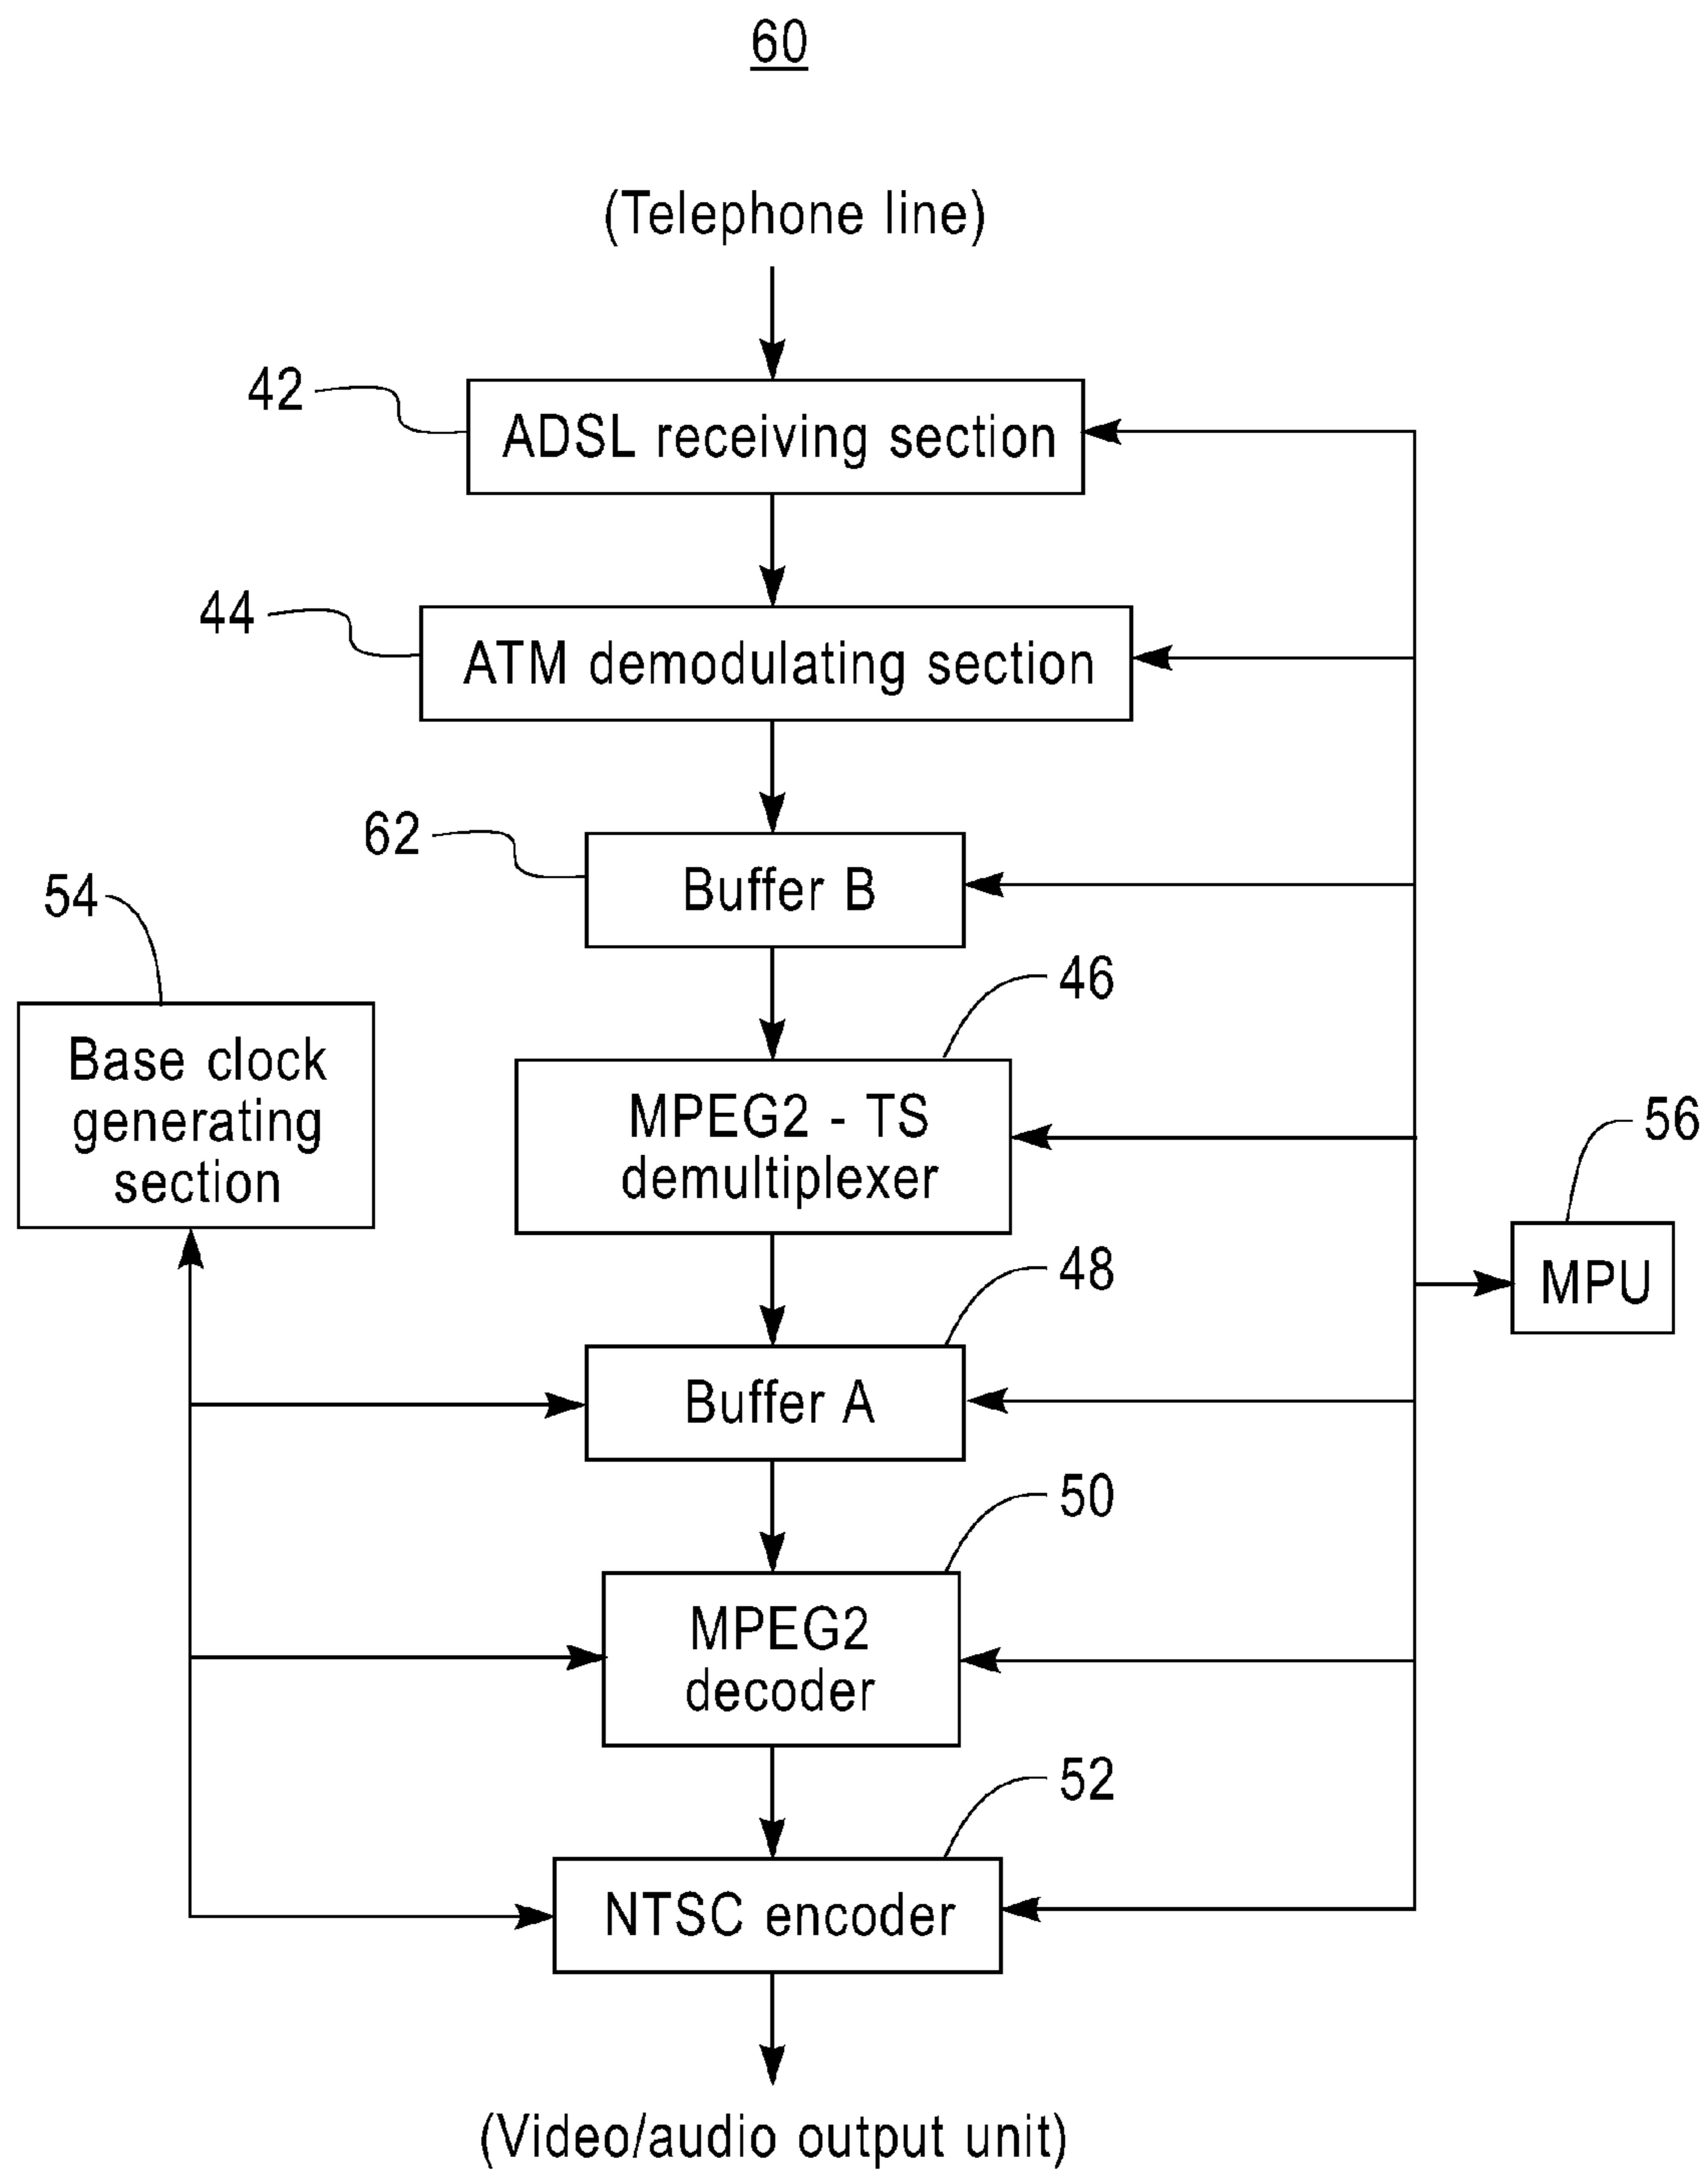 60
(Telephone line)
42
ADSL receiving section
44
ATM demodulating section
62
Buffer B
54
Base clock
generating
section
46
MPEG2 - TS
demultiplexer
56
MPU
48
Buffer A
50
MPEG2
decoder
52
NTSC encoder
(Video/audio output unit)